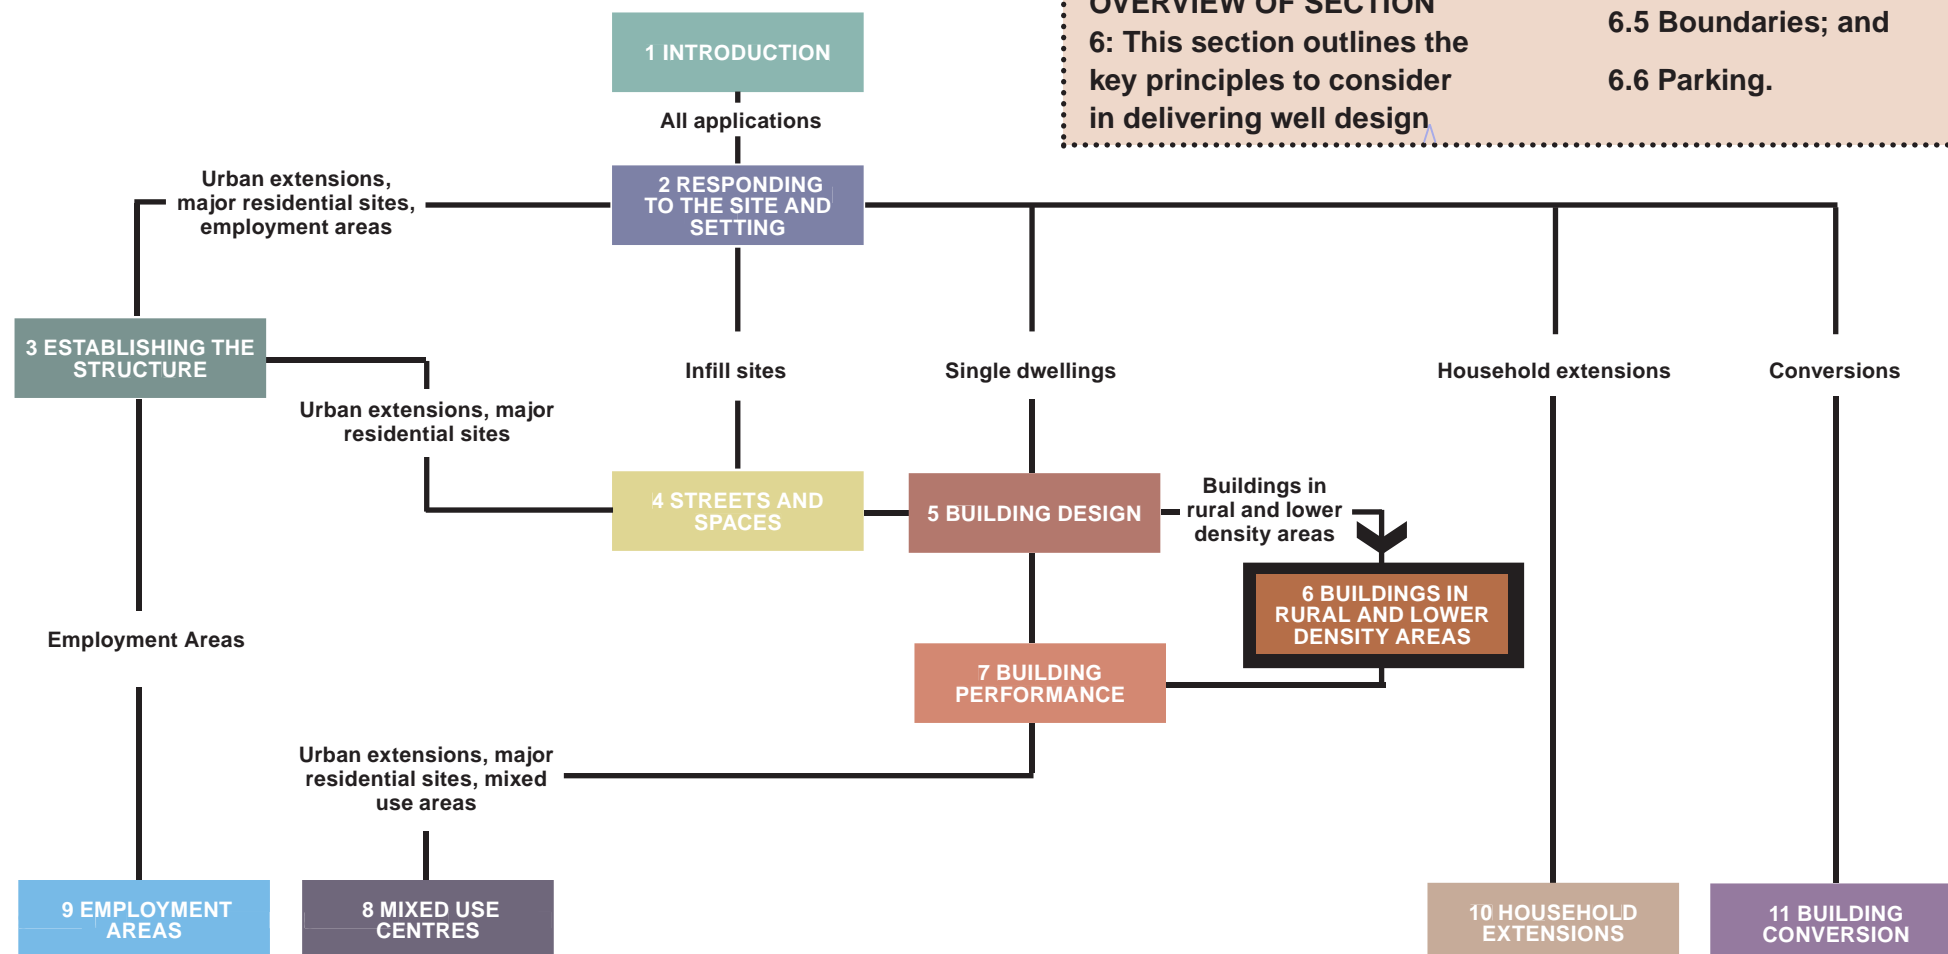 OVERVIEW OF SECTION
6: This section outlines the
key principles to consider
in delivering well design
6.5 Boundaries; and
6.6 Parking.
1 INTRODUCTION
All applications
Urban extensions,
major residential sites,
employment areas
2 RESPONDING
TO THE SITE AND
SETTING
3 ESTABLISHING THE
STRUCTURE
Infill sites
Single dwellings
Household extensions
Conversions
Urban extensions, major
residential sites
4 STREETS AND
SPACES
5 BUILDING DESIGN
Buildings in
rural and lower
density areas
6 BUILDINGS IN
RURAL AND LOWER
DENSITY AREAS
Employment Areas
7 BUILDING
PERFORMANCE
Urban extensions, major
residential sites, mixed
use areas
9 EMPLOYMENT
AREAS
8 MIXED USE
CENTRES
10 HOUSEHOLD
EXTENSIONS
11 BUILDING
CONVERSION